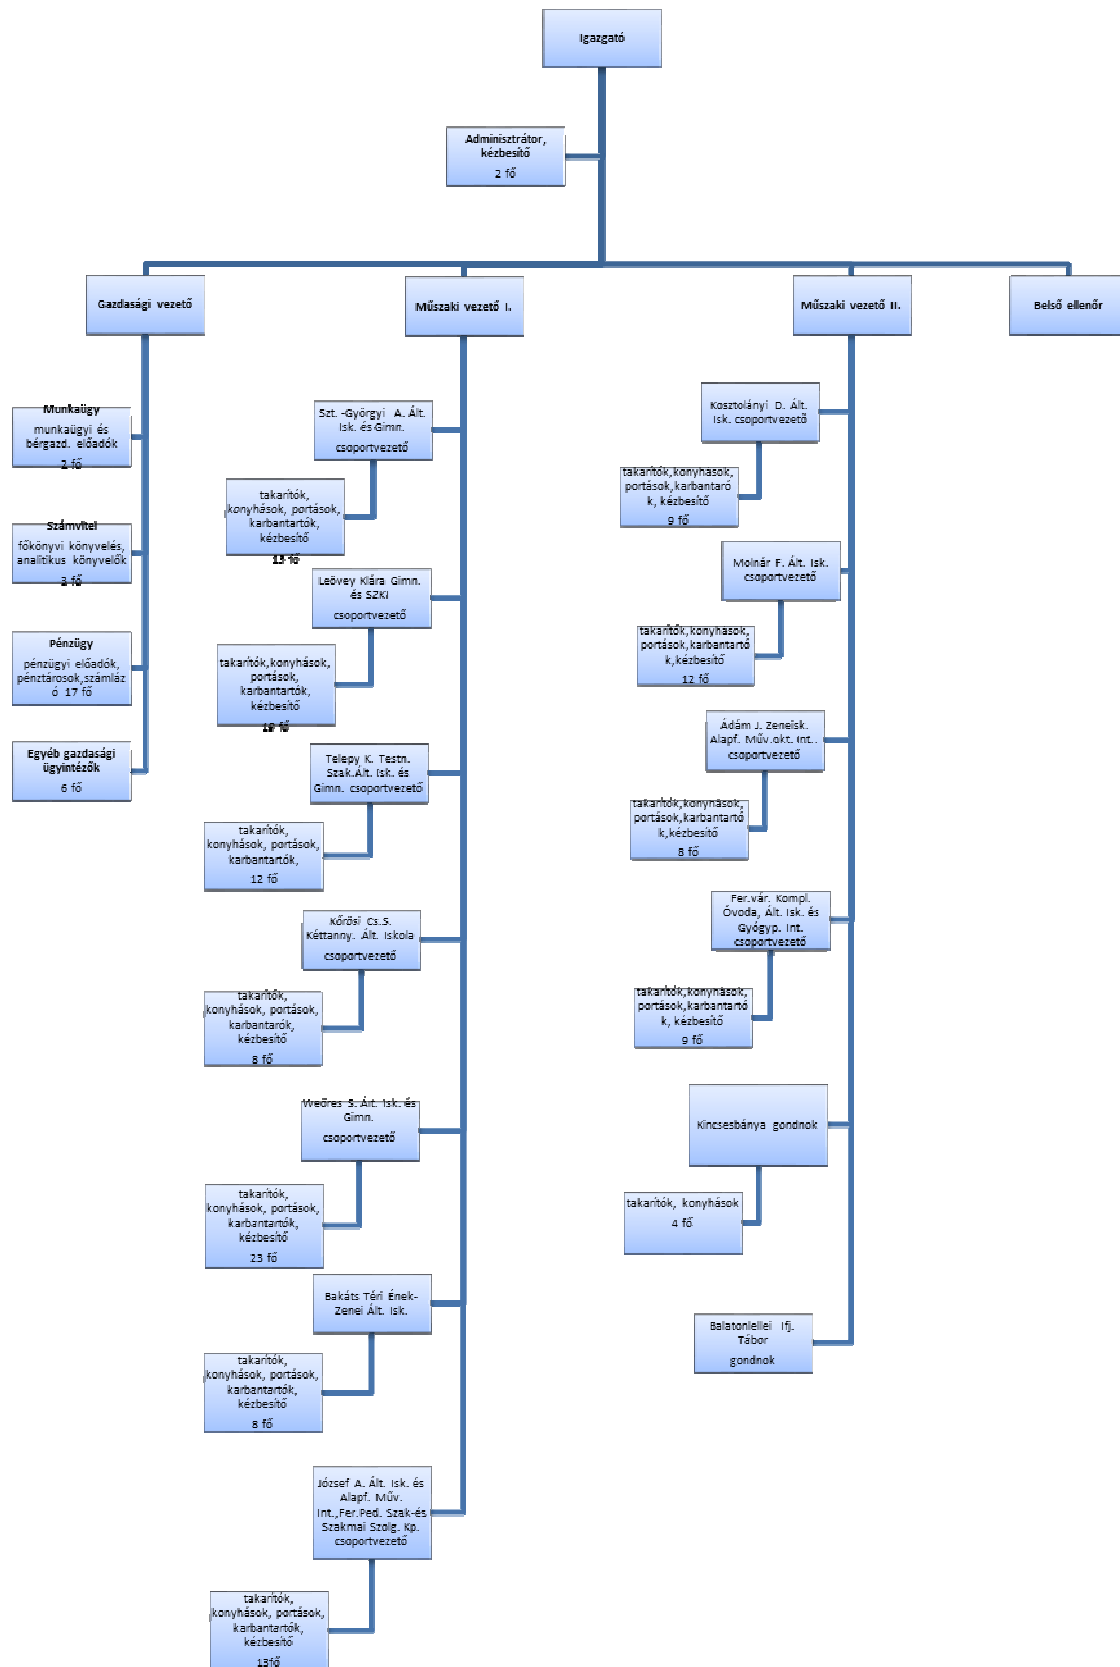 Igazgató
Adminisztrátor,
kézbesítő
2 fő
Gazdasági vezető
Műszaki vezető I.
Műszaki vezető II.
Belső ellenőr
Munkaügy
munkaügyi és
bérgazd. előadók
2 fő
Számvitel
főkönyvi könyvelés,
analitikus könyvelők
3 fő
Pénzügy
pénzügyi előadók,
pénztárosok,számláz
ó 17 fő
Egyéb gazdasági
ügyintézők
6 fő
Szt. -Györgyi A. Ált.
Isk. és Gimn.
csoportvezető
takarítók,
konyhások, portások,
karbantartók,
kézbesítő
fő
Leövey Klára Gimn.
és SZKI
csoportvezető
takarítók,konyhások,
portások,
karbantartók,
kézbesítő
fő
Telepy K. Testn.
Szak.Ált. Isk. és
Gimn. csoportvezető
takarítók,
konyhások, portások,
karbantartók,
12 fő
Kőrösi Cs.S.
Kéttanny. Ált. Iskola
csoportvezető
takarítók,
konyhások, portások,
karbantarók,
kézbesítő
8 fő
Weöres S. Ált. Isk. és
Gimn.
csoportvezető
takarítók,
konyhások, portások,
karbantartók,
kézbesítő
23 fő
Bakáts Téri Ének-
Zenei Ált. Isk.
takarítók,
konyhások, portások,
karbantartók,
kézbesítő
8 fő
József A. Ált. Isk. és
Alapf. Műv.
Int.,Fer.Ped. Szak-és
Szakmai Szolg. Kp.
csoportvezető
takarítók,
konyhások, portások,
karbantartók,
kézbesítő
13fő
Kosztolányi D. Ált.
Isk. csoportvezető
takarítók,konyhások,
portások,karbantaró
k, kézbesítő
9 fő
Molnár F. Ált. Isk.
csoportvezető
takarítók,konyhások,
portások,karbantartó
k,kézbesítő
12 fő
Ádám J. Zeneisk.
Alapf. Műv.okt. Int..
csoportvezető
takarítók,konyhások,
portások,karbantartó
k,kézbesítő
8 fő
Fer.vár. Kompl.
Óvoda, Ált. Isk. és
Gyógyp. Int.
csoportvezető
takarítók,konyhások,
portások,karbantartó
k, kézbesítő
9 fő
Kincsesbánya gondnok
takarítók, konyhások
4 fő
Balatonlellei Ifj.
Tábor
gondnok